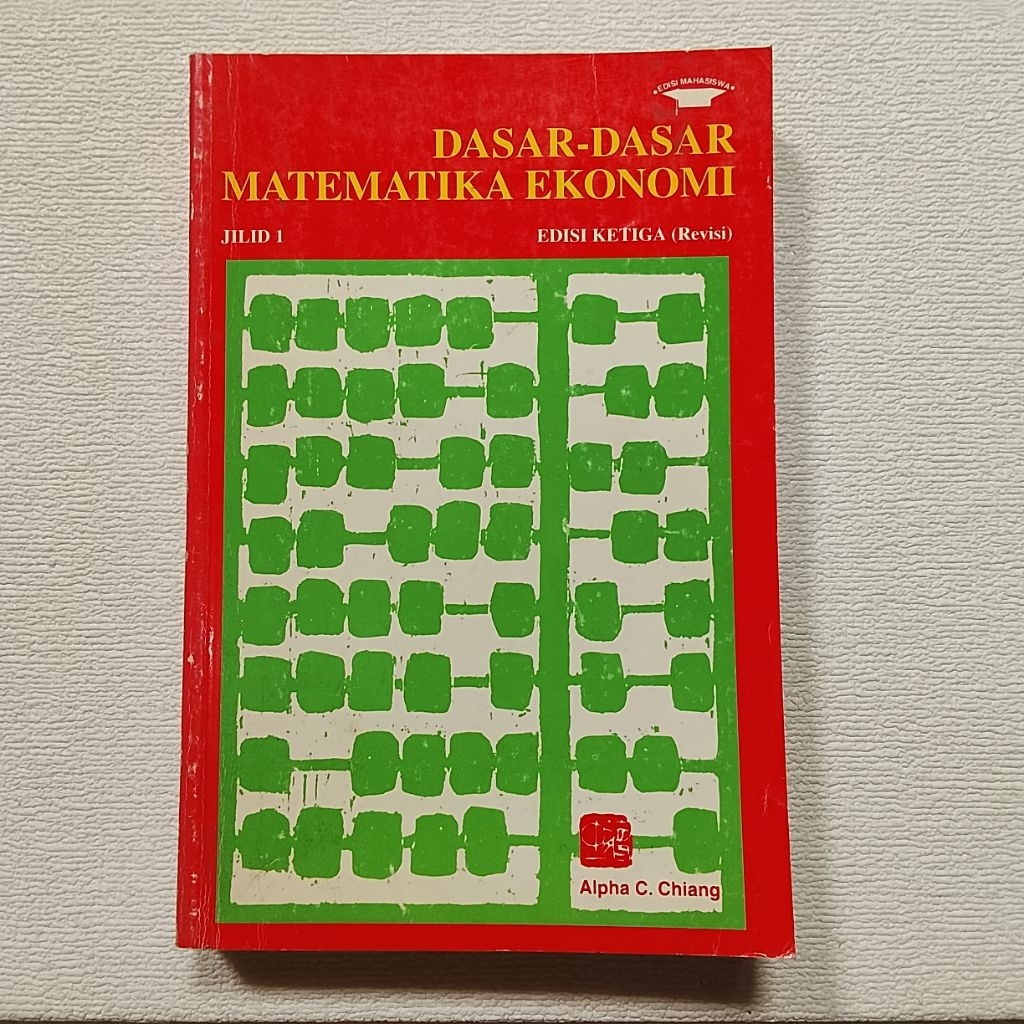 •EDISI MAHASISWA•
DASAR-DASAR
MATEMATIKA EKONOMI
JILID 1
EDISI KETIGA (Revisi)
Alpha C. Chiang